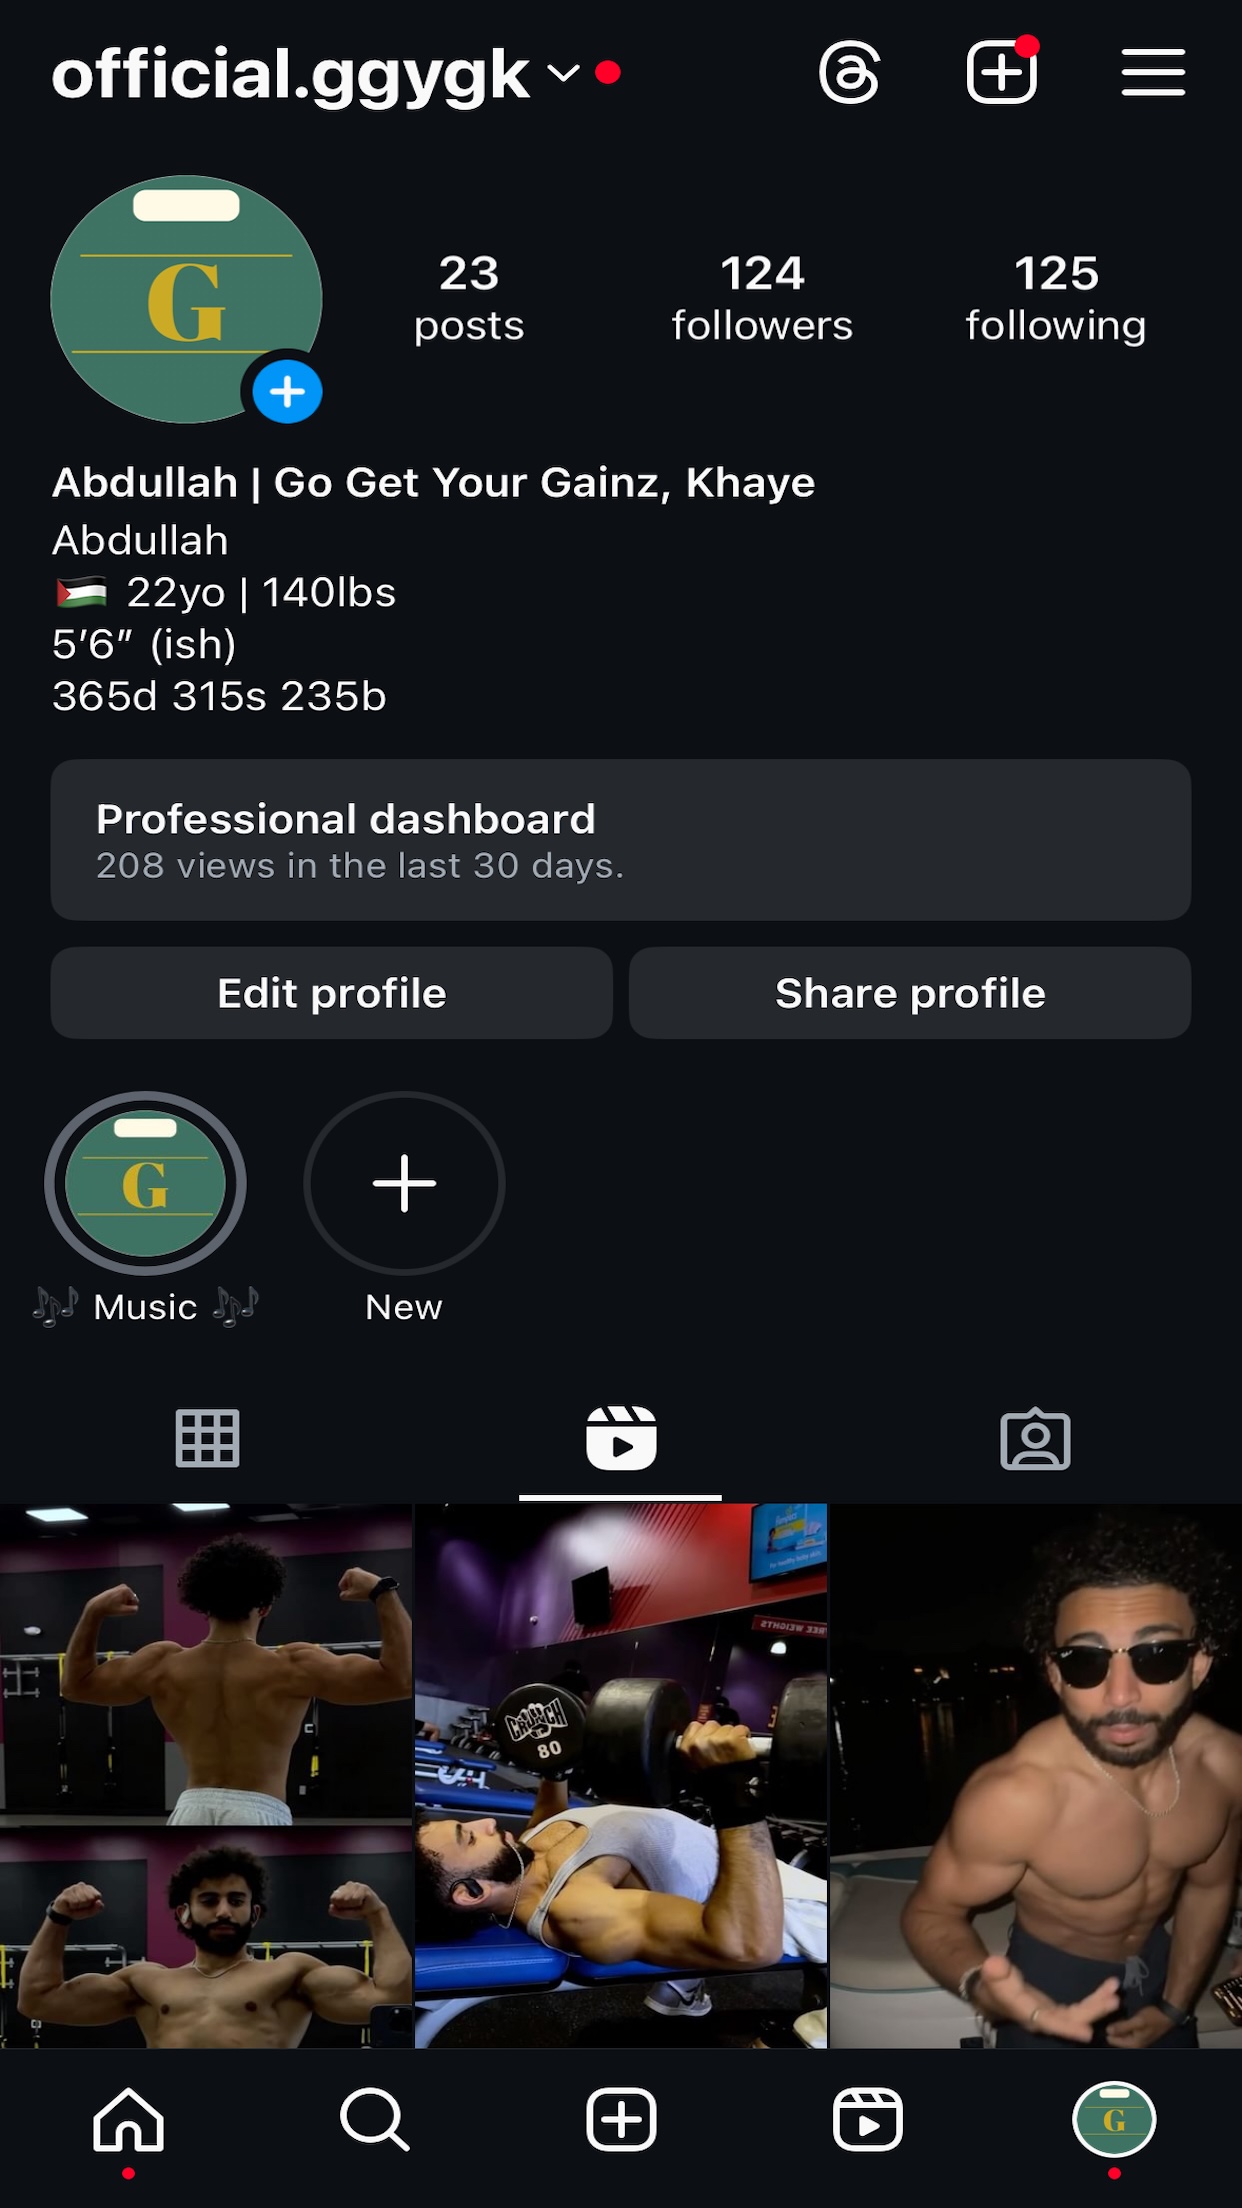 official.ggygk
G
23
posts
124
followers
125
following
Abdullah | Go Get Your Gainz, Khaye
Abdullah
🇵🇸 22yo | 140lbs
5’6” (ish)
365d 315s 235b
Professional dashboard
208 views in the last 30 days.
Edit profile
Share profile
G
🎶 Music 🎶
New
FREE WEIGHTS
CRUNCH
80
G